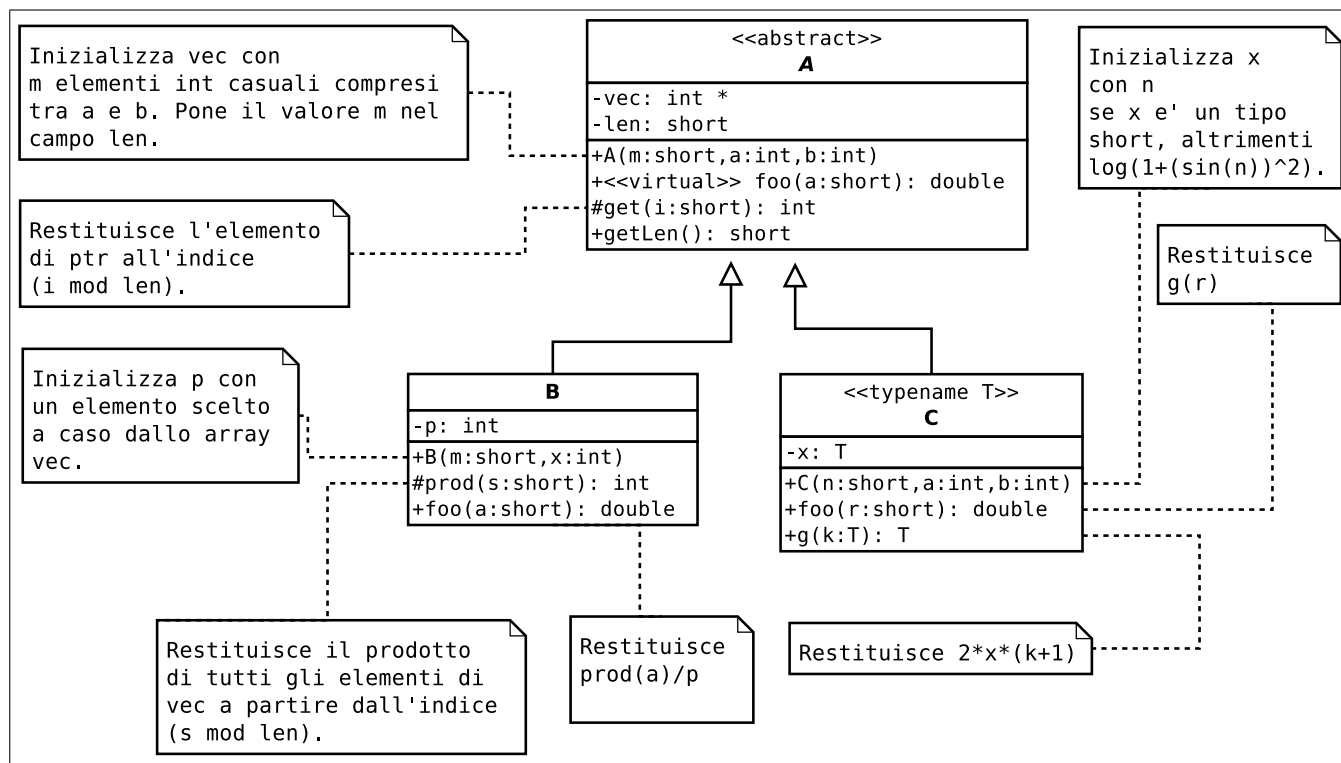 Inizializza vec con
m elementi int casuali compresi
tra a e b. Pone il valore m nel
campo len.
<<abstract>>
A
-vec: int *
-len: short
+A(m:short,a:int,b:int)
+<<virtual>> foo(a:short): double
#get(i:short): int
+getLen(): short
Inizializza x
con n
se x e' un tipo
short, altrimenti
log(1+(sin(n))^2).
Restituisce l'elemento
di ptr all'indice
(i mod len).
Restituisce
g(r)
Inizializza p con
un elemento scelto
a caso dallo array
vec.
B
-p: int
+B(m:short,x:int)
#prod(s:short): int
+foo(a:short): double
<<typename T>>
C
-x: T
+C(n:short,a:int,b:int)
+foo(r:short): double
+g(k:T): T
Restituisce il prodotto
di tutti gli elementi di
vec a partire dall'indice
(s mod len).
Restituisce
prod(a)/p
Restituisce 2*x*(k+1)